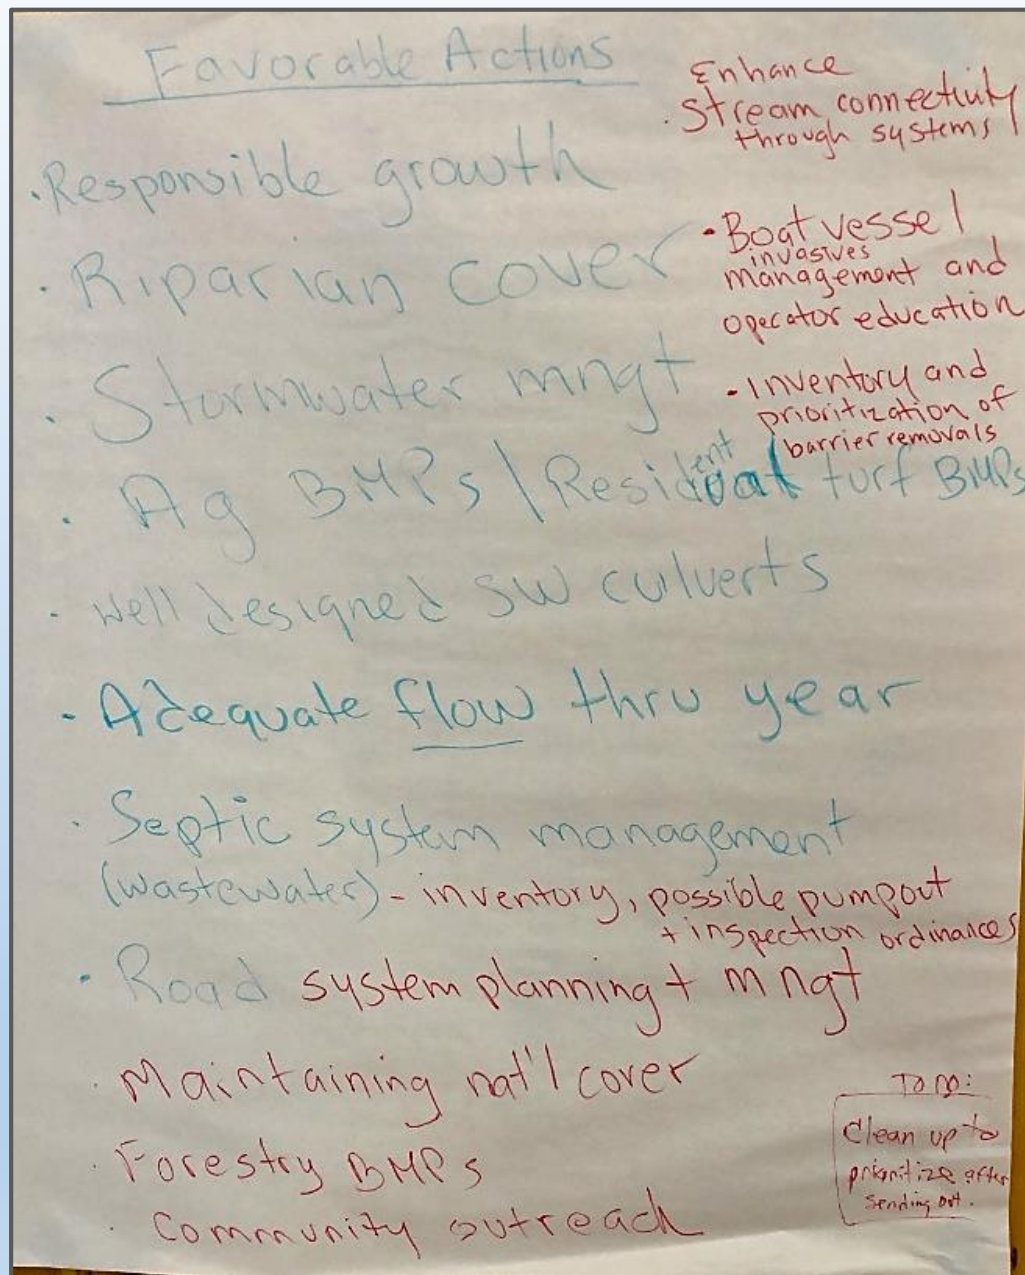 Favorable Actions
· Responsible growth
· Riparian cover
· Stormwater mngt
· Ag BMPs / Resident turf BMPs
· Well designed SW culverts
· Adequate flow thru year
· Septic system management
(wastewater) - inventory, possible pumpout
+ inspection ordinances
· Road system planning + mngt
· Maintaining nat'l cover
· Forestry BMPs
· Community outreach
Enhance
· Stream connectivity
through systems
· Boat vessel
invasives
management and
operator education
- Inventory and
prioritization of
barrier removals
To Do:
Clean up to
prioritize after
sending out.